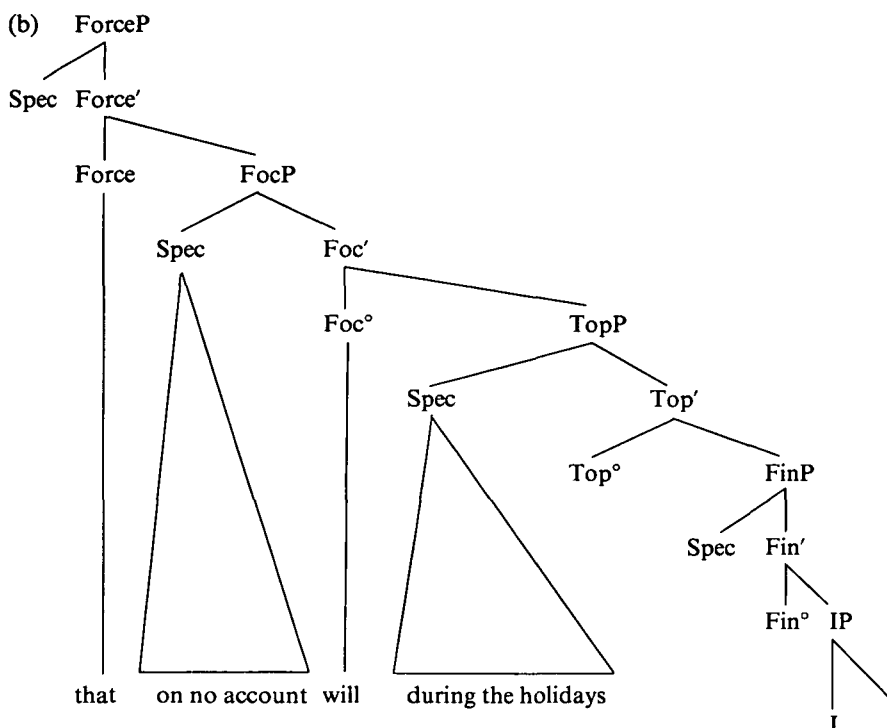 (b) ForceP
Spec Force′
Force FocP
Spec Foc′
Foc° TopP
Spec Top′
Top° FinP
Spec Fin′
Fin° IP
that on no account will during the holidays